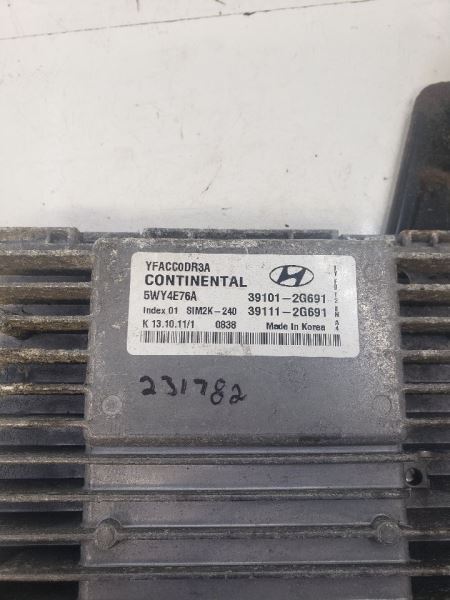 YFACC0DR3A
CONTINENTAL
5WY4E76A 39101-2G691
Index 01 SIM2K-240 39111-2G691
K 13.10.11/1 0838 Made in Korea
231782